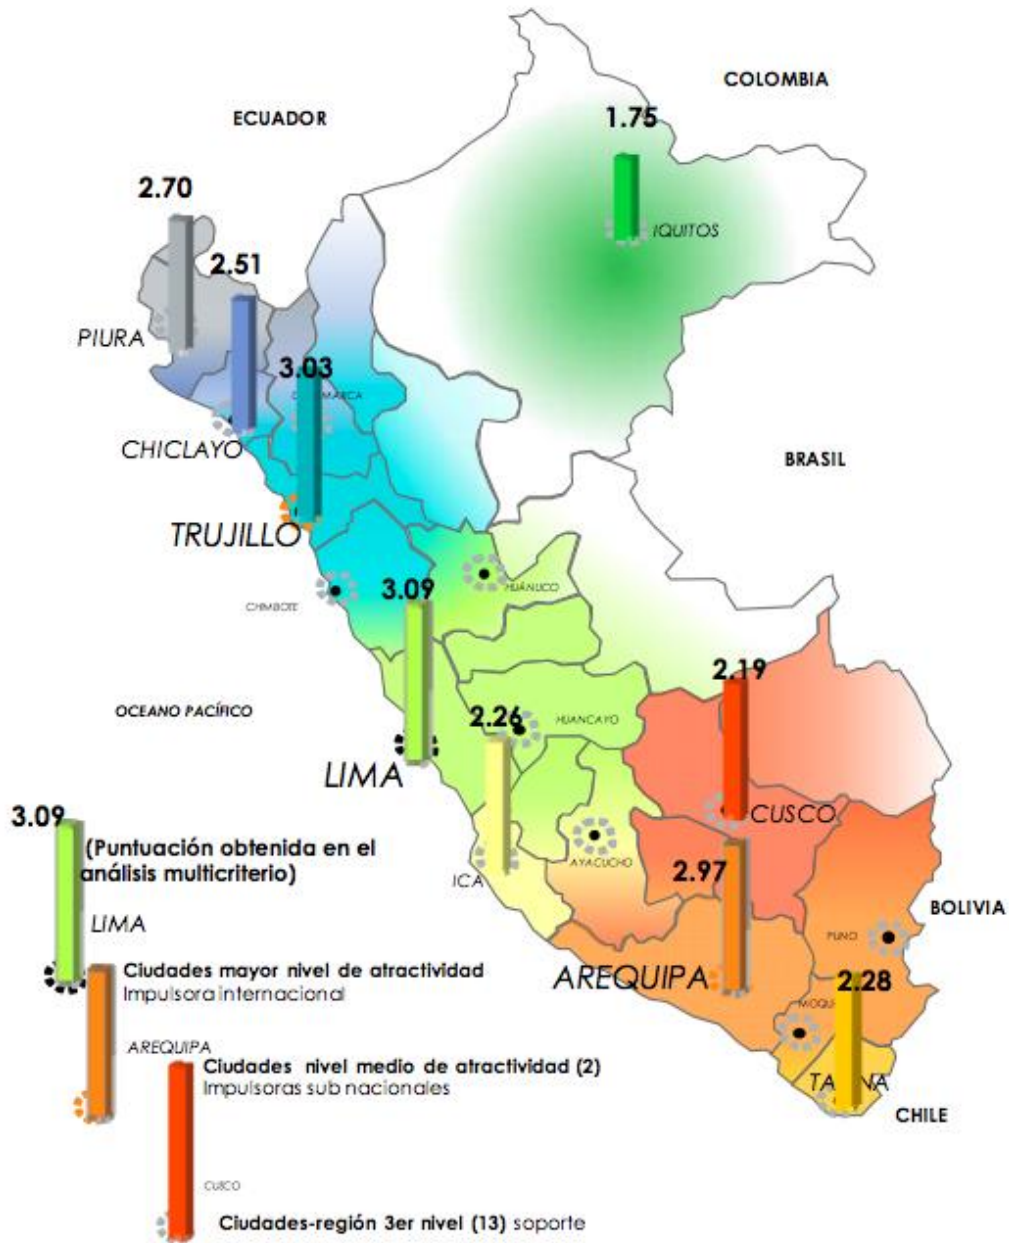 COLOMBIA
ECUADOR
1.75
2.70
IQUITOS
2.51
PIURA
3.03
CHICLAYO
BRASIL
TRUJILLO
3.09
HUÁNUCO
CHIMBOTE
2.19
OCEANO PACÍFICO
2.26
HUANCAYO
LIMA
CUSCO
3.09
(Puntuación obtenida en el
análisis multicriterio)
AYACUCHO
2.97
ICA
BOLIVIA
LIMA
PUNO
AREQUIPA
2.28
Ciudades mayor nivel de atractividad
Impulsora internacional
AREQUIPA
Ciudades nivel medio de atractividad (2)
Impulsoras sub nacionales
CHILE
CUSCO
Ciudades-región 3er nivel (13) soporte